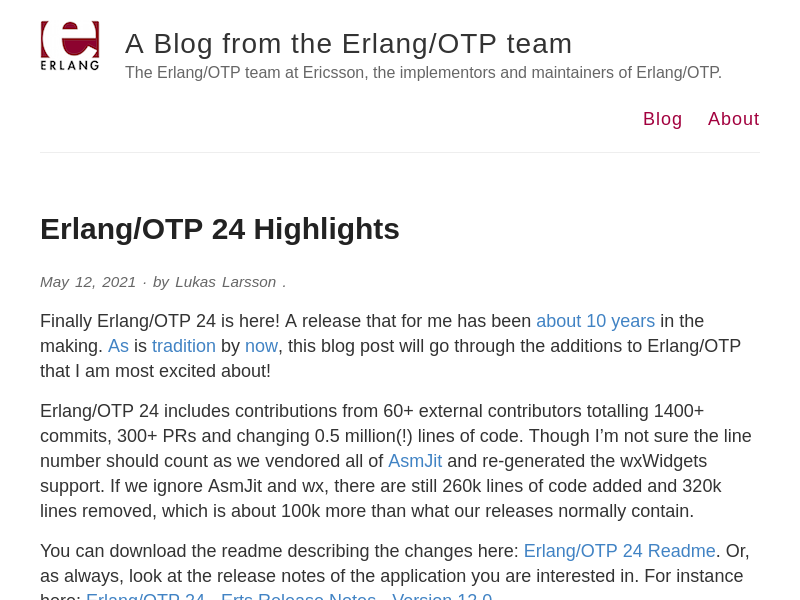 ERLANG
A Blog from the Erlang/OTP team
The Erlang/OTP team at Ericsson, the implementors and maintainers of Erlang/OTP.
Blog About
Erlang/OTP 24 Highlights
May 12, 2021 · by Lukas Larsson .
Finally Erlang/OTP 24 is here! A release that for me has been about 10 years in the
making. As is tradition by now, this blog post will go through the additions to Erlang/OTP
that I am most excited about!
Erlang/OTP 24 includes contributions from 60+ external contributors totalling 1400+
commits, 300+ PRs and changing 0.5 million(!) lines of code. Though I’m not sure the line
number should count as we vendored all of AsmJit and re-generated the wxWidgets
support. If we ignore AsmJit and wx, there are still 260k lines of code added and 320k
lines removed, which is about 100k more than what our releases normally contain.
You can download the readme describing the changes here: Erlang/OTP 24 Readme. Or,
as always, look at the release notes of the application you are interested in. For instance
here: Erlang/OTP 24 - Erts Release Notes - Version 12.0